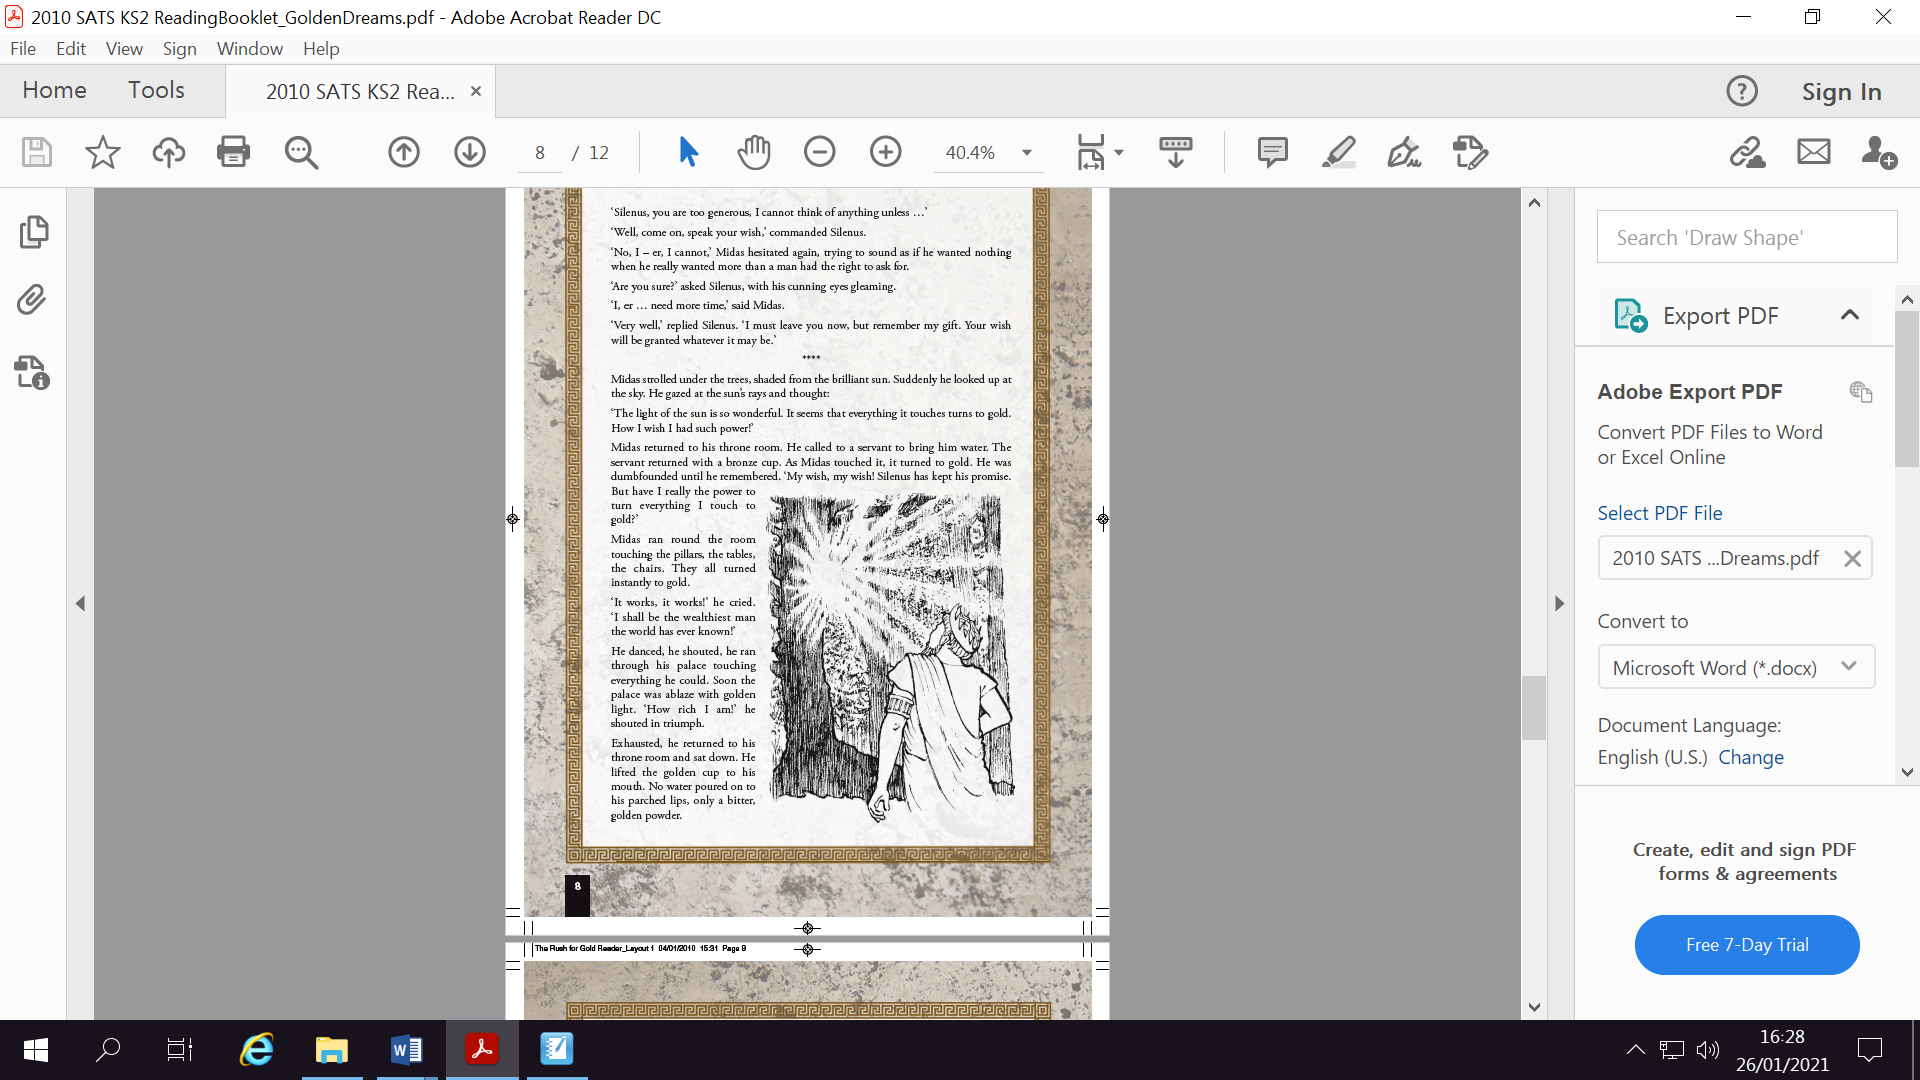 2010 SATS KS2 ReadingBooklet_GoldenDreams.pdf - Adobe Acrobat Reader DC
File Edit View Sign Window Help
Home Tools 2010 SATS KS2 Rea... × ? Sign In
8 / 12 40.4%
‘Silenus, you are too generous, I cannot think of anything unless …’
‘Well, come on, speak your wish,’ commanded Silenus.
‘No, I – er, I cannot,’ Midas hesitated again, trying to sound as if he wanted nothing
when he really wanted more than a man had the right to ask for.
‘Are you sure?’ asked Silenus, with his cunning eyes gleaming.
‘I, er … need more time,’ said Midas.
‘Very well,’ replied Silenus. ‘I must leave you now, but remember my gift. Your wish
will be granted whatever it may be.’
****
Midas strolled under the trees, shaded from the brilliant sun. Suddenly he looked up at
the sky. He gazed at the sun’s rays and thought:
‘The light of the sun is so wonderful. It seems that everything it touches turns to gold.
How I wish I had such power!’
Midas returned to his throne room. He called to a servant to bring him water. The
servant returned with a bronze cup. As Midas touched it, it turned to gold. He was
dumbfounded until he remembered. ‘My wish, my wish! Silenus has kept his promise.
But have I really the power to
turn everything I touch to
gold?’
Midas ran round the room
touching the pillars, the tables,
the chairs. They all turned
instantly to gold.
‘It works, it works!’ he cried.
‘I shall be the wealthiest man
the world has ever known!’
He danced, he shouted, he ran
through his palace touching
everything he could. Soon the
palace was ablaze with golden
light. ‘How rich I am!’ he
shouted in triumph.
Exhausted, he returned to his
throne room and sat down. He
lifted the golden cup to his
mouth. No water poured on to
his parched lips, only a bitter,
golden powder.
8
The Rush for Gold Reader_Layout 1 04/01/2010 15:31 Page 9
Search 'Draw Shape'
Export PDF
Adobe Export PDF
Convert PDF Files to Word
or Excel Online
Select PDF File
2010 SATS ...Dreams.pdf
Convert to
Microsoft Word (*.docx)
Document Language:
English (U.S.) Change
Create, edit and sign PDF
forms & agreements
Free 7-Day Trial
16:28
26/01/2021